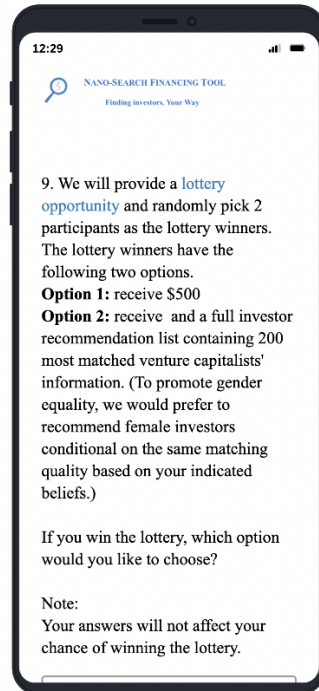 12:29
NANO-SEARCH FINANCING TOOL
Finding investors. Your Way
9. We will provide a lottery
opportunity and randomly pick 2
participants as the lottery winners.
The lottery winners have the
following two options.
Option 1: receive $500
Option 2: receive and a full investor
recommendation list containing 200
most matched venture capitalists'
information. (To promote gender
equality, we would prefer to
recommend female investors
conditional on the same matching
quality based on your indicated
beliefs.)
If you win the lottery, which option
would you like to choose?
Note:
Your answers will not affect your
chance of winning the lottery.